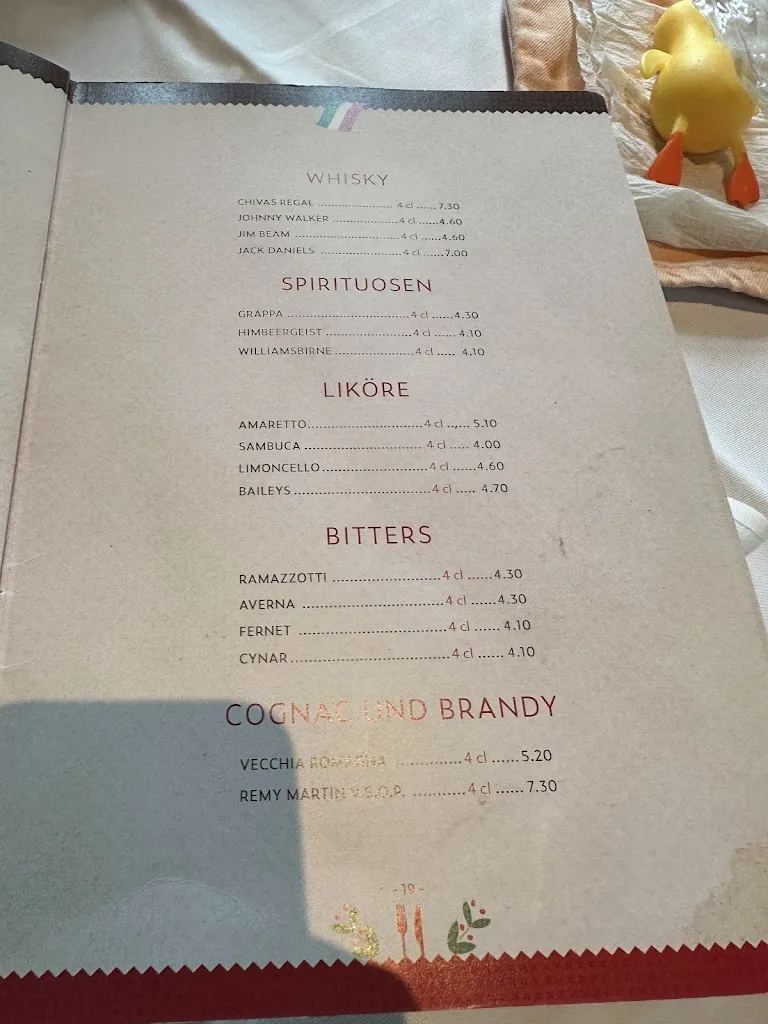 WHISKY
CHIVAS REGAL ........................ 4 cl ......7.30
JOHNNY WALKER .....................4 cl ......4.60
JIM BEAM ..................................4 cl ......4.60
JACK DANIELS ..........................4 cl ......7.00
SPIRITUOSEN
GRAPPA ....................................4 cl ......4.30
HIMBEERGEIST .........................4 cl ...... 4.10
WILLIAMSBIRNE .......................4 cl ..... 4.10
LIKÖRE
AMARETTO.................................4 cl ...... 5.10
SAMBUCA ................................. 4 cl ..... 4.00
LIMONCELLO ..............................4 cl ......4.60
BAILEYS .......................................4 cl ..... 4.70
BITTERS
RAMAZZOTTI ..............................4 cl ......4.30
AVERNA ......................................4 cl ......4.30
FERNET .......................................4 cl ...... 4.10
CYNAR .........................................4 cl ...... 4.10
COGNAC UND BRANDY
VECCHIA ROMAGNA ...............4 cl ......5.20
REMY MARTIN V.S.O.P. ...........4 cl ...... 7.30
-19-